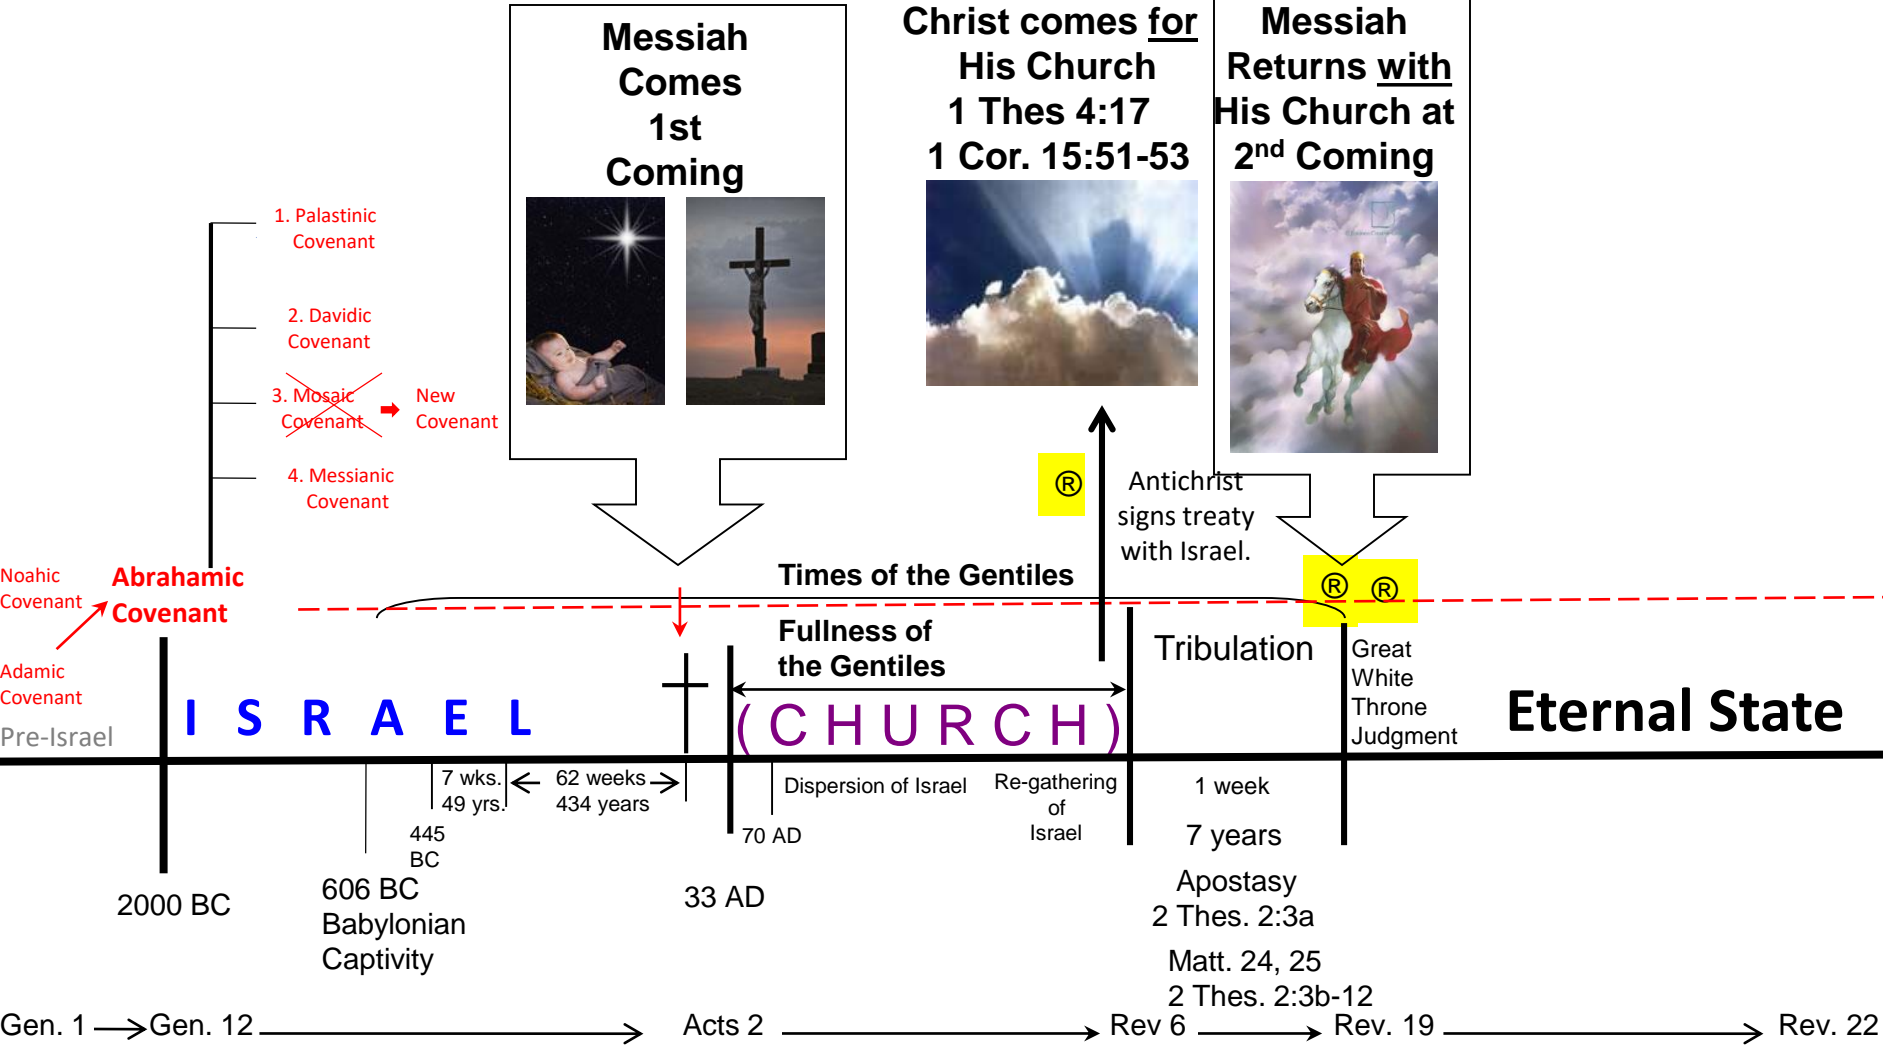 Messiah
Comes
1st
Coming
Christ comes for
His Church
1 Thes 4:17
1 Cor. 15:51-53
Messiah
Returns with
His Church at
2nd Coming
1. Palastinic
Covenant
2. Davidic
Covenant
3. Mosaic
Covenant
New
Covenant
4. Messianic
Covenant
®
Antichrist
signs treaty
with Israel.
Noahic
Covenant
Abrahamic
Covenant
Adamic
Covenant
Pre-Israel
Times of the Gentiles
® ®
Fullness of
the Gentiles
Tribulation
Great
White
Throne
Judgment
I S R A E L
(C H U R C H)
Eternal State
7 wks.
49 yrs.
62 weeks
434 years
Dispersion of Israel
Re-gathering
of
Israel
1 week
7 years
445
BC
70 AD
2000 BC
606 BC
Babylonian
Captivity
33 AD
Apostasy
2 Thes. 2:3a
Matt. 24, 25
2 Thes. 2:3b-12
Gen. 1 Gen. 12 Acts 2 Rev 6 Rev. 19 Rev. 22